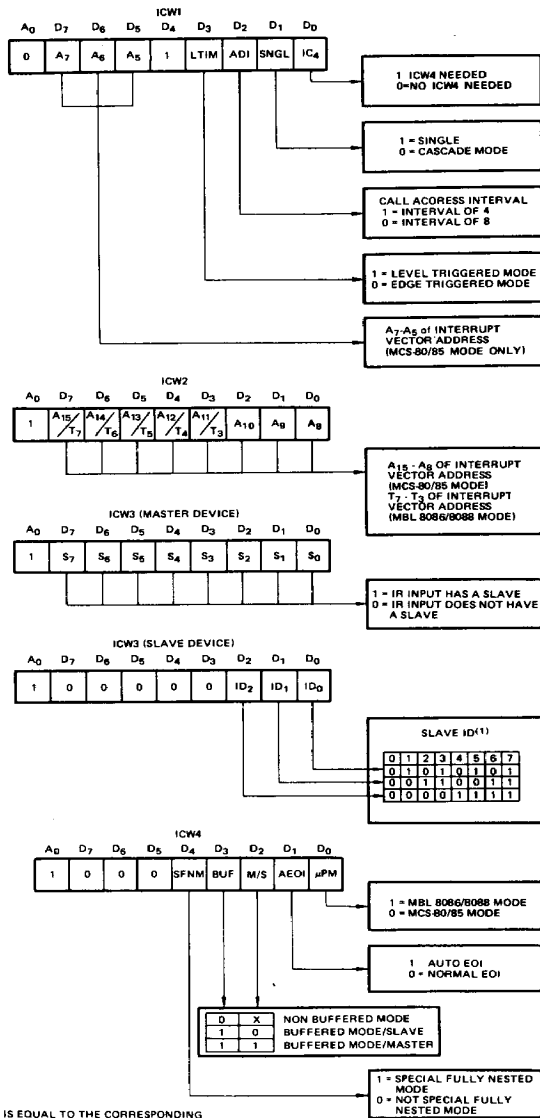 ICW1
A0 D7 D6 D5 D4 D3 D2 D1 D0
0 A7 A6 A5 1 LTIM ADI SNGL IC4
1 ICW4 NEEDED
0=NO ICW4 NEEDED
1 = SINGLE
0 = CASCADE MODE
CALL ACORESS INTERVAL
1 = INTERVAL OF 4
0 = INTERVAL OF 8
1 = LEVEL TRIGGERED MODE
0 = EDGE TRIGGERED MODE
A7-A5 of INTERRUPT
VECTOR ADDRESS
(MCS-80/85 MODE ONLY)
ICW2
A0 D7 D6 D5 D4 D3 D2 D1 D0
1 A15/T7 A14/T6 A13/T5 A12/T4 A11/T3 A10 A9 A8
A15 - A8 OF INTERRUPT
VECTOR ADDRESS
(MCS-80/85 MODE)
T7 - T3 OF INTERRUPT
VECTOR ADDRESS
(MBL 8086/8088 MODE)
ICW3 (MASTER DEVICE)
A0 D7 D6 D5 D4 D3 D2 D1 D0
1 S7 S6 S5 S4 S3 S2 S1 S0
1 = IR INPUT HAS A SLAVE
0 = IR INPUT DOES NOT HAVE
A SLAVE
ICW3 (SLAVE DEVICE)
A0 D7 D6 D5 D4 D3 D2 D1 D0
1 0 0 0 0 0 ID2 ID1 ID0
SLAVE ID(1)
0 1 2 3 4 5 6 7
0 1 0 1 0 1 0 1
0 0 1 1 0 0 1 1
0 0 0 0 1 1 1 1
ICW4
A0 D7 D6 D5 D4 D3 D2 D1 D0
1 0 0 0 SFNM BUF M/S AEOI µPM
1 = MBL 8086/8088 MODE
0 = MCS-80/85 MODE
1 AUTO EOI
0 = NORMAL EOI
0 X NON BUFFERED MODE
1 0 BUFFERED MODE/SLAVE
1 1 BUFFERED MODE/MASTER
1 = SPECIAL FULLY NESTED
MODE
0 = NOT SPECIAL FULLY
NESTED MODE
IS EQUAL TO THE CORRESPONDING